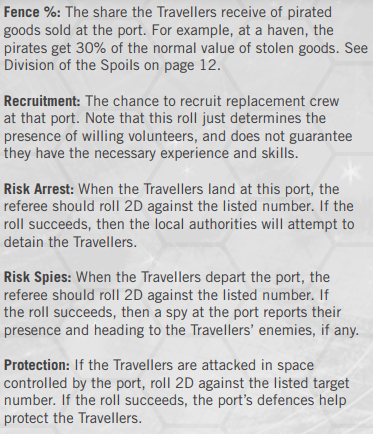 Fence %: The share the Travellers receive of pirated
goods sold at the port. For example, at a haven, the
pirates get 30% of the normal value of stolen goods. See
Division of the Spoils on page 12.
Recruitment: The chance to recruit replacement crew
at that port. Note that this roll just determines the
presence of willing volunteers, and does not guarantee
they have the necessary experience and skills.
Risk Arrest: When the Travellers land at this port, the
referee should roll 2D against the listed number. If the
roll succeeds, then the local authorities will attempt to
detain the Travellers.
Risk Spies: When the Travellers depart the port, the
referee should roll 2D against the listed number. If
the roll succeeds, then a spy at the port reports their
presence and heading to the Travellers’ enemies, if any.
Protection: If the Travellers are attacked in space
controlled by the port, roll 2D against the listed target
number. If the roll succeeds, the port’s defences help
protect the Travellers.